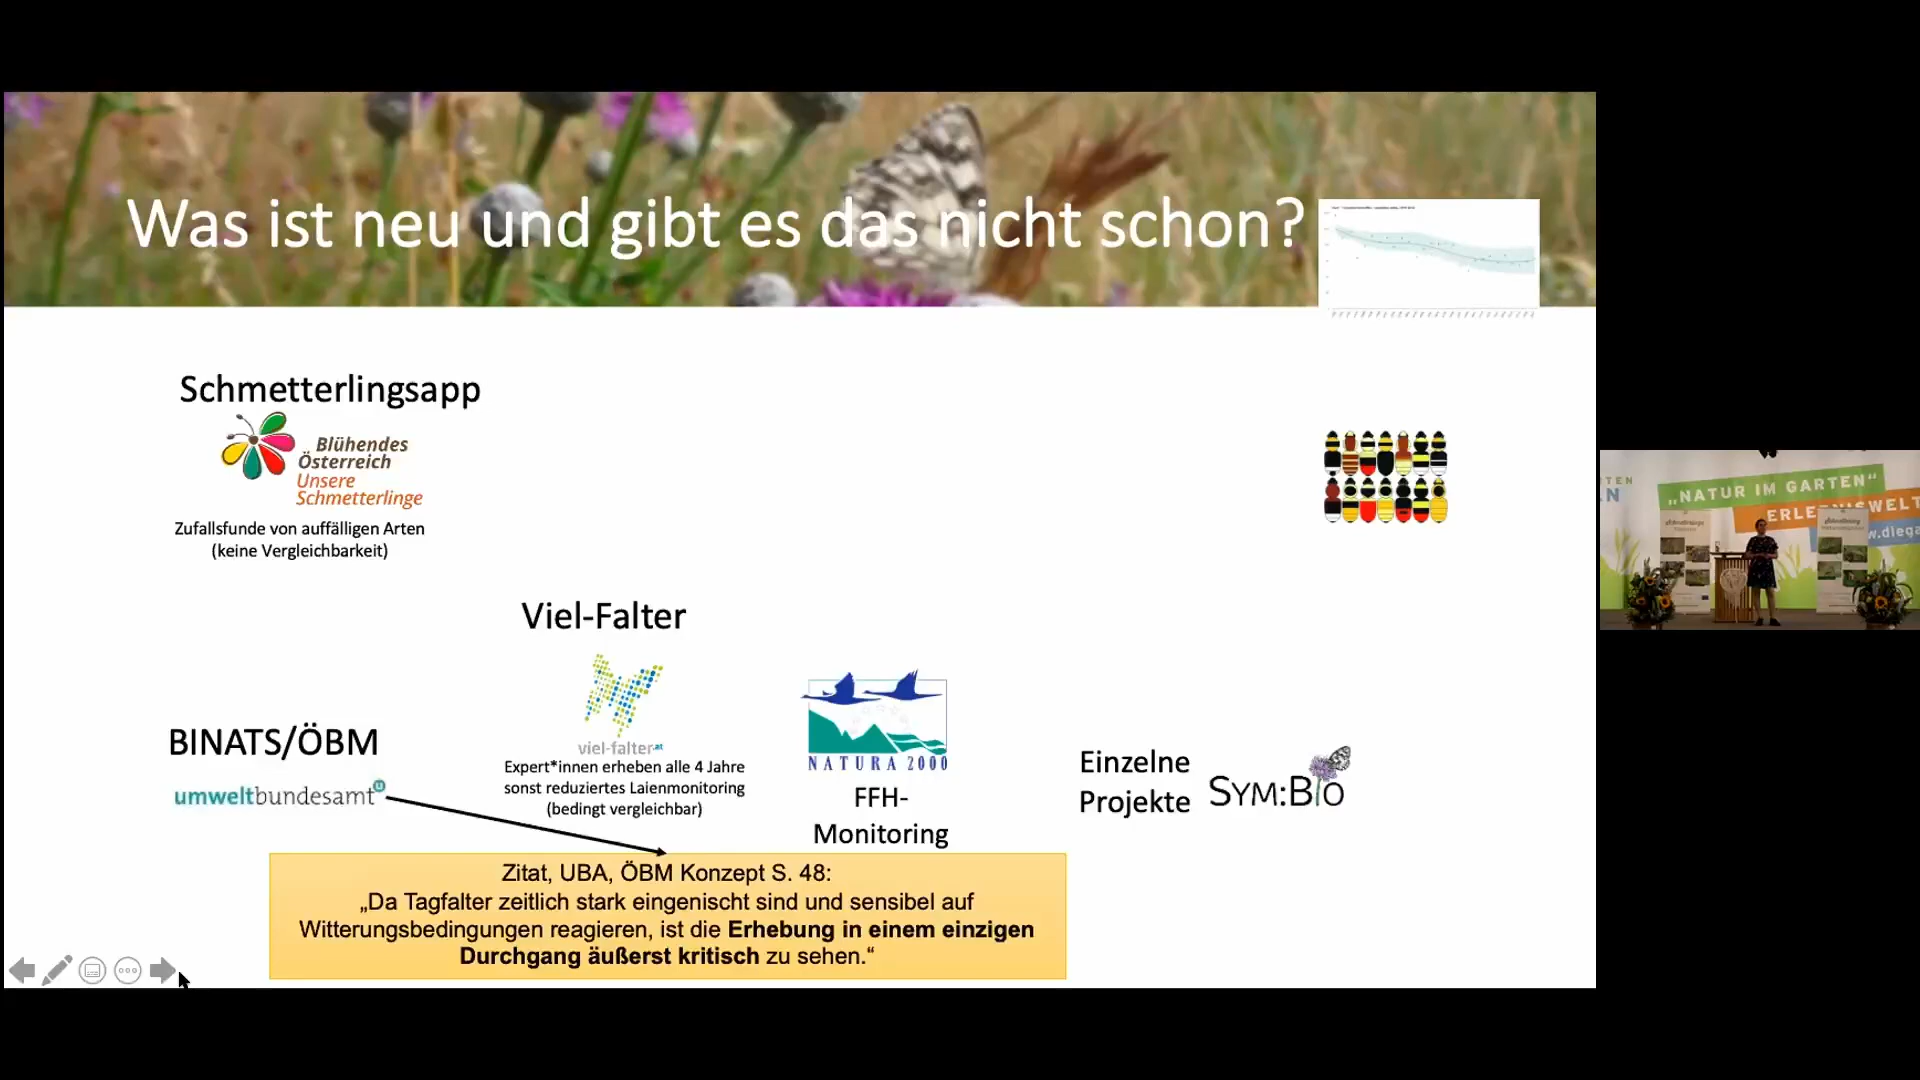 Was ist neu und gibt es das nicht schon?
Schmetterlingsapp
Blühendes
Österreich
Unsere
Schmetterlinge
Zufallsfunde von auffälligen Arten
(keine Vergleichbarkeit)
Viel-Falter
viel-falter.at
Expert*innen erheben alle 4 Jahre
sonst reduziertes Laienmonitoring
(bedingt vergleichbar)
BINATS/ÖBM
umweltbundesamt
NATURA 2000
FFH-
Monitoring
Einzelne
Projekte
SYM:BIO
Zitat, UBA, ÖBM Konzept S. 48:
„Da Tagfalter zeitlich stark eingenischt sind und sensibel auf
Witterungsbedingungen reagieren, ist die Erhebung in einem einzigen
Durchgang äußerst kritisch zu sehen.“
„NATUR IM GARTEN“